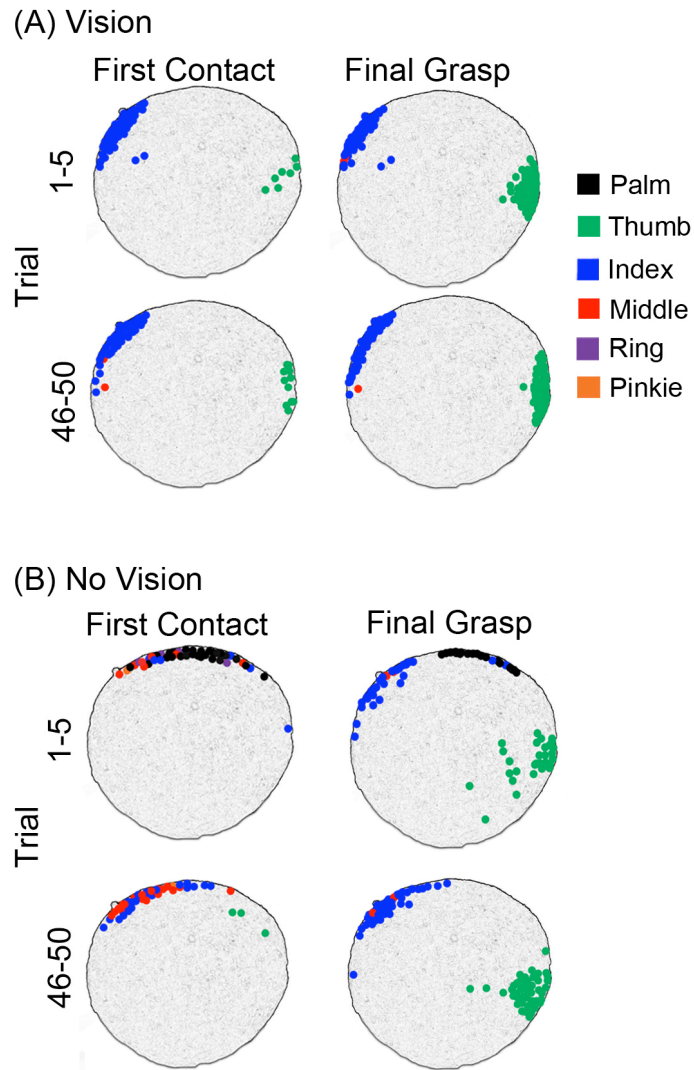 (A) Vision
First Contact
Final Grasp
1-5
Trial
46-50
Palm
Thumb
Index
Middle
Ring
Pinkie
(B) No Vision
First Contact
Final Grasp
1-5
Trial
46-50